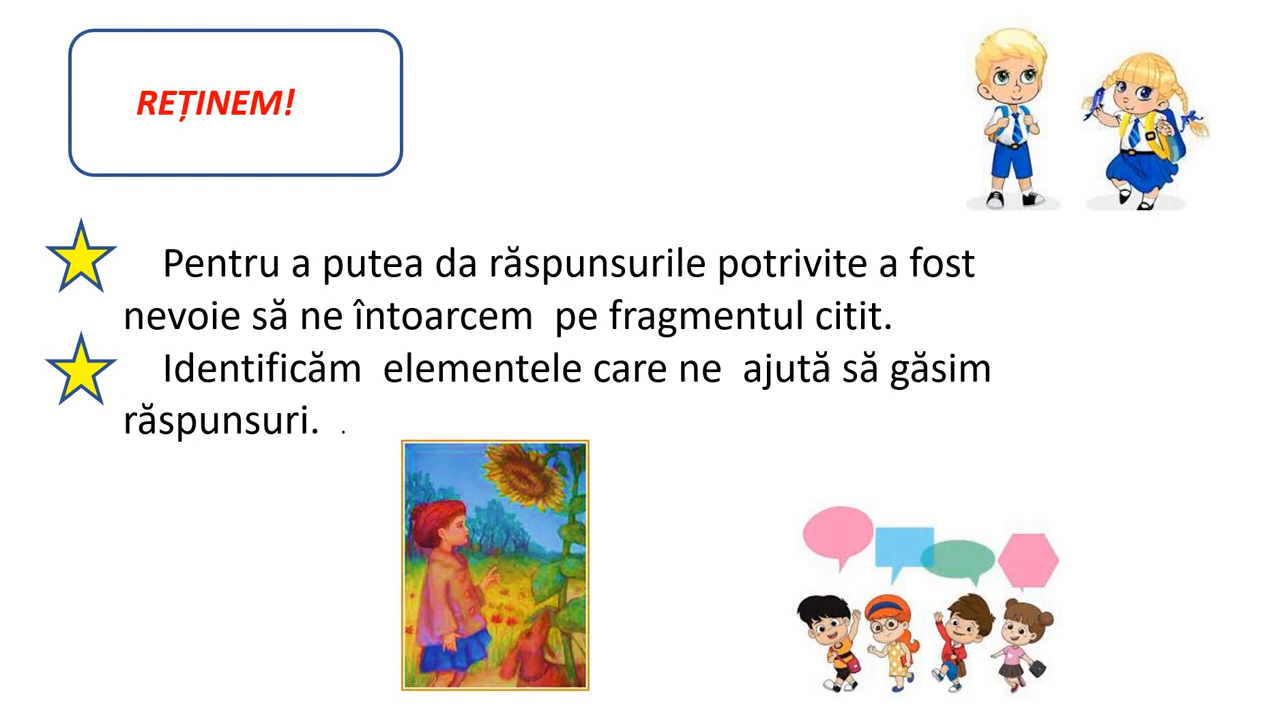 REȚINEM!
Pentru a putea da răspunsurile potrivite a fost
nevoie să ne întoarcem  pe fragmentul citit.
Identificăm  elementele care ne  ajută să găsim
răspunsuri.  .